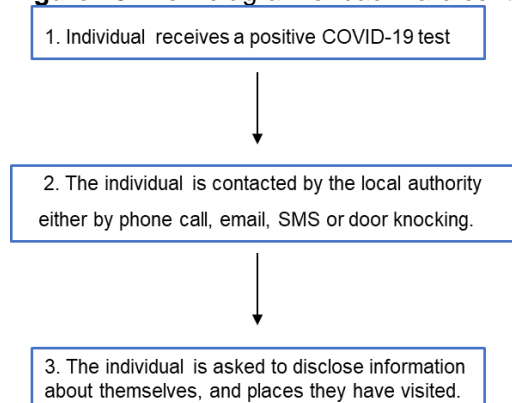 1. Individual receives a positive COVID-19 test
2. The individual is contacted by the local authority
either by phone call, email, SMS or door knocking.
3. The individual is asked to disclose information
about themselves, and places they have visited.